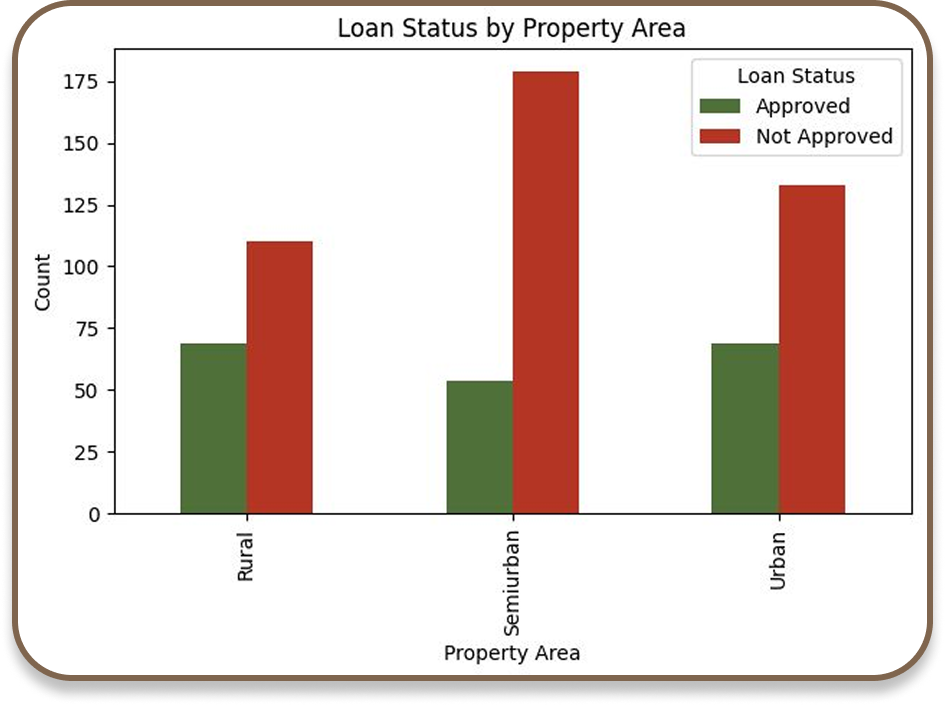 Loan Status by Property Area
Loan Status
Approved
Not Approved
175
150
125
100
75
50
25
0
Count
Rural
Semiurban
Urban
Property Area